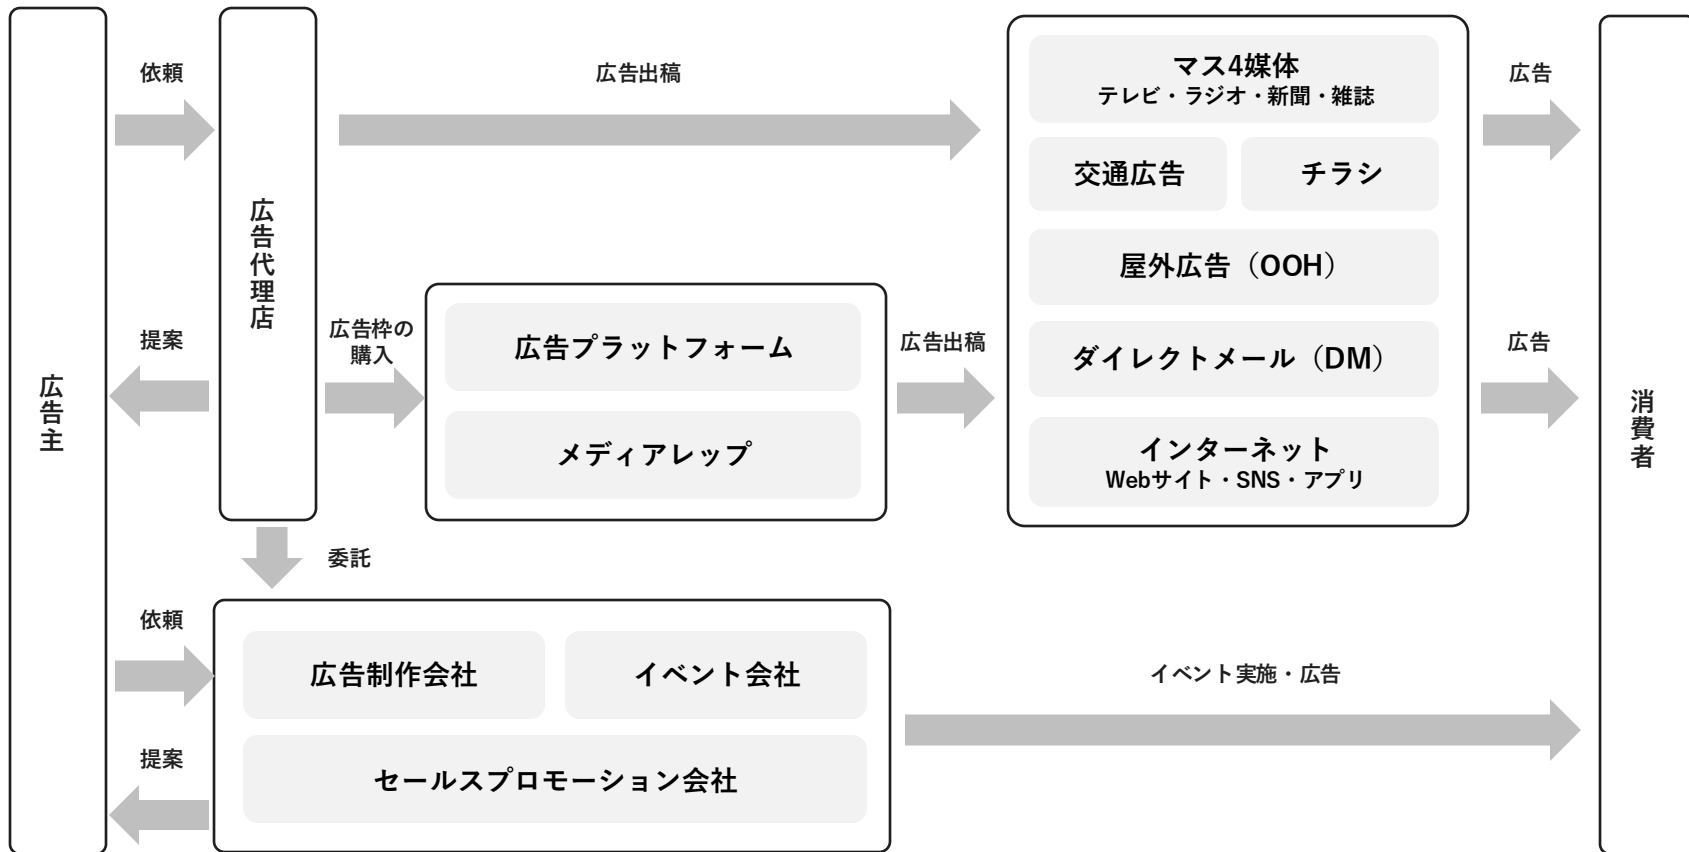 広告主
依頼
提案
広告代理店
広告出稿
広告枠の
購入
広告プラットフォーム
メディアレップ
広告出稿
マス4媒体
テレビ・ラジオ・新聞・雑誌
交通広告
チラシ
屋外広告（OOH）
ダイレクトメール（DM）
インターネット
Webサイト・SNS・アプリ
広告
広告
消費者
委託
依頼
提案
広告制作会社
イベント会社
セールスプロモーション会社
イベント実施・広告